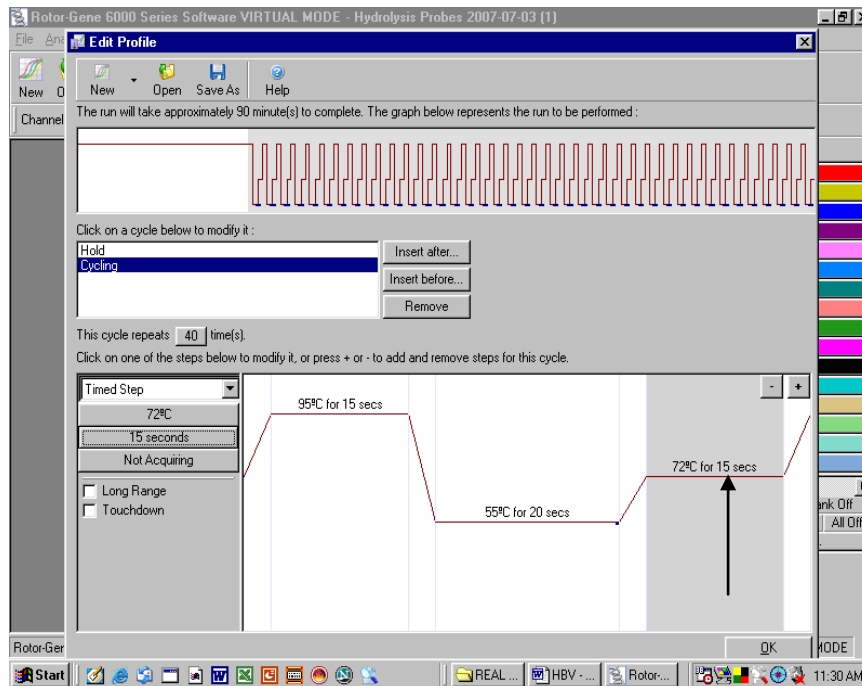 Rotor-Gene 6000 Series Software VIRTUAL MODE - Hydrolysis Probes 2007-07-03 (1)
File Ana
Edit Profile
New O
New Open Save As Help
Channel
The run will take approximately 90 minute(s) to complete. The graph below represents the run to be performed :
Click on a cycle below to modify it :
Hold
Cycling
Insert after...
Insert before...
Remove
This cycle repeats 40 time(s).
Click on one of the steps below to modify it, or press + or - to add and remove steps for this cycle.
Timed Step
- +
72ºC
15 seconds
Not Acquiring
Long Range
Touchdown
95ºC for 15 secs
55ºC for 20 secs
72ºC for 15 secs
ank Off
All Off
OK
Rotor-Ger
MODE
Start
REAL ...
HBV - ...
Rotor-...
11:30 AM